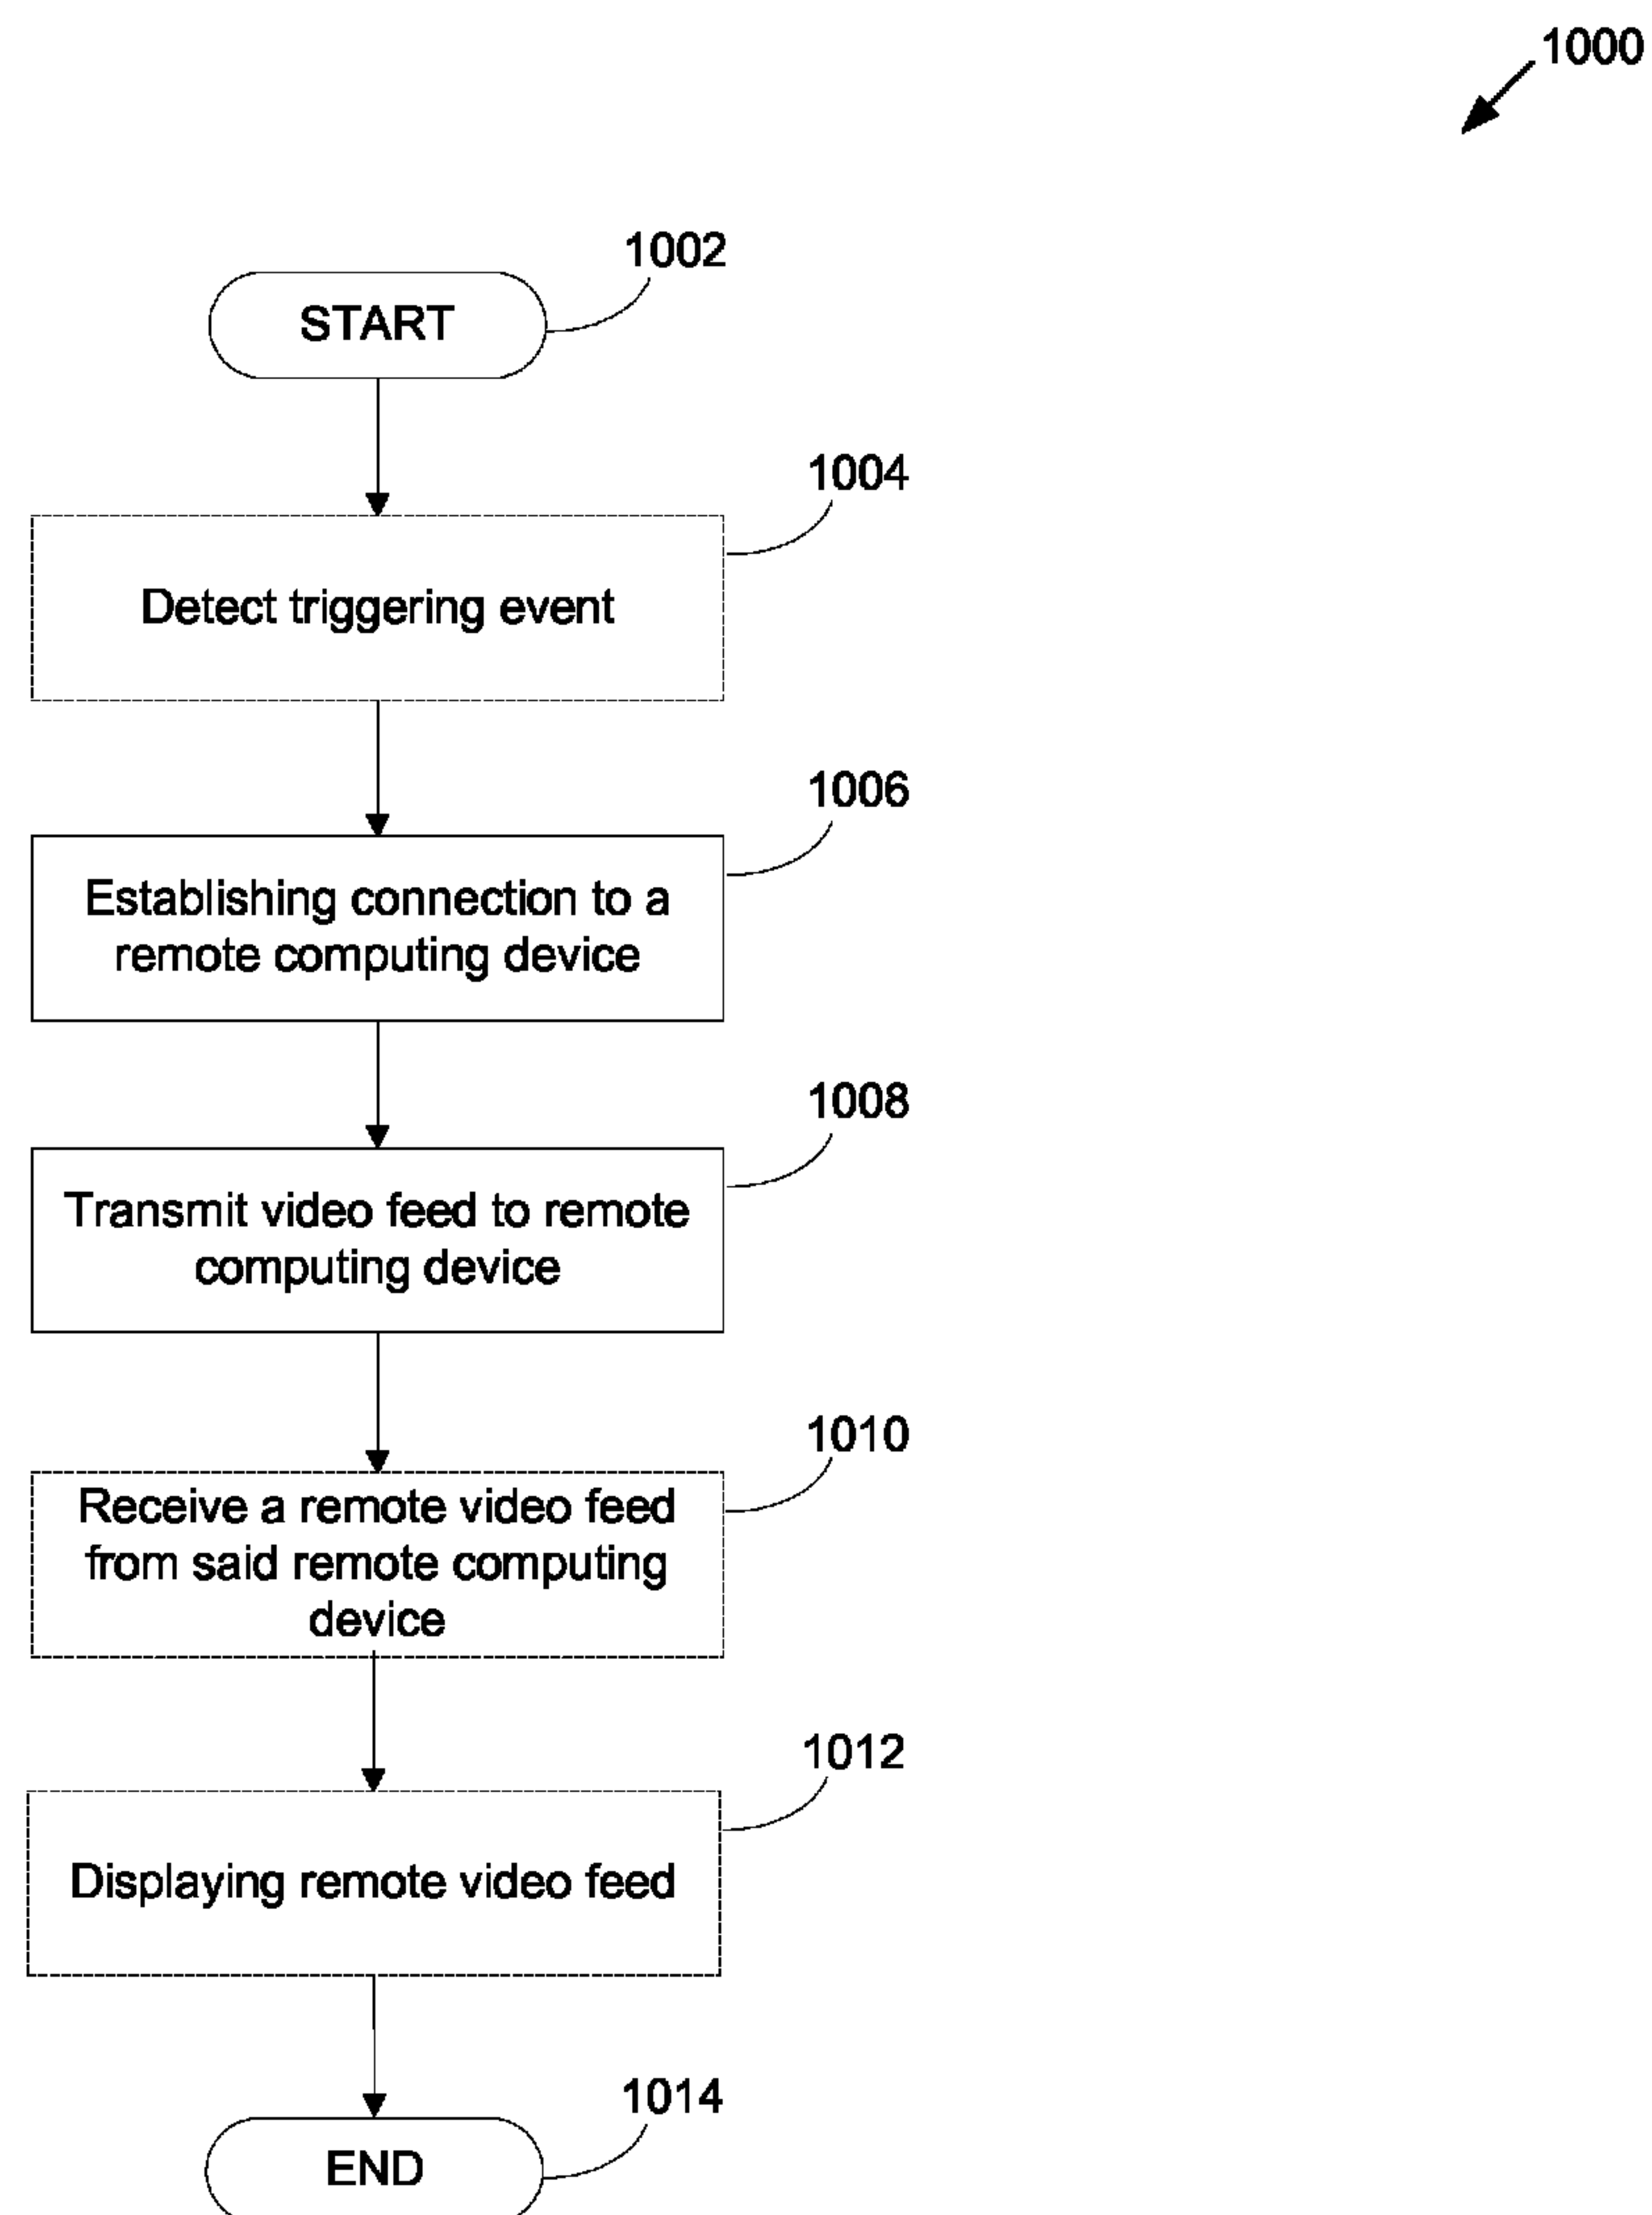 1000
1002
START
1004
Detect triggering event
1006
Establishing connection to a
remote computing device
1008
Transmit video feed to remote
computing device
1010
Receive a remote video feed
from said remote computing
device
1012
Displaying remote video feed
1014
END